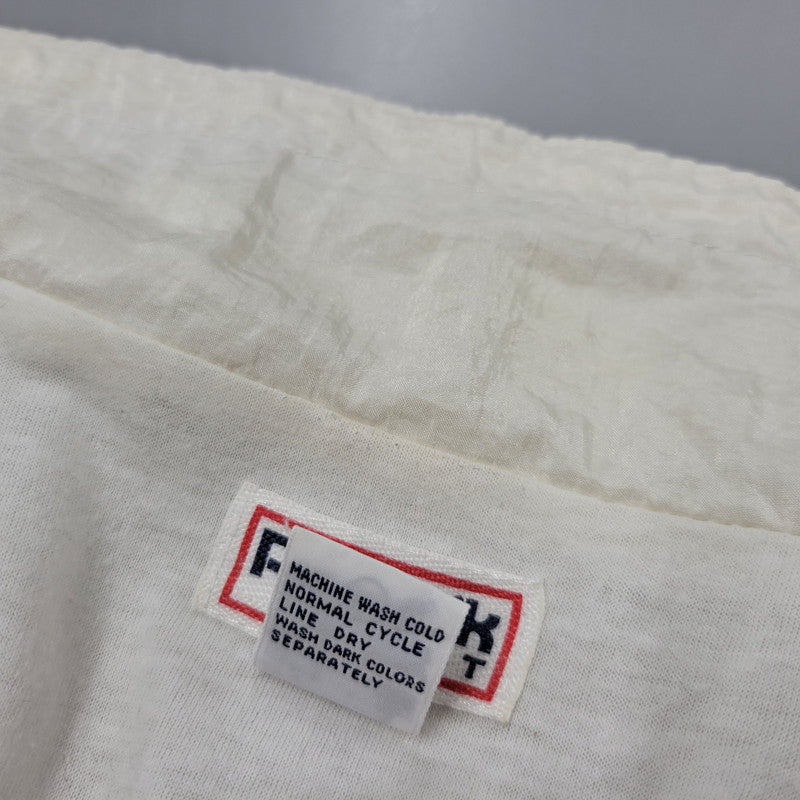 MACHINE WASH COLD
NORMAL CYCLE
LINE DRY
WASH DARK COLORS
SEPARATELY